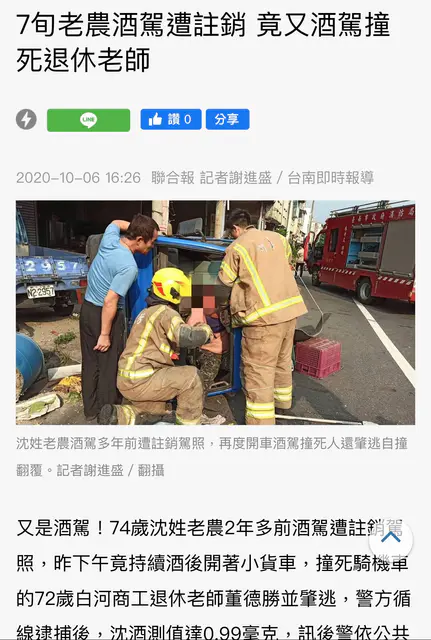 7旬老農酒駕遭註銷 竟又酒駕撞
死退休老師
LINE
讚 0
分享
2020-10-06 16:26 聯合報 記者謝進盛 / 台南即時報導
沈姓老農酒駕多年前遭註銷駕照，再度開車酒駕撞死人還肇逃自撞
翻覆。記者謝進盛 / 翻攝
又是酒駕！74歲沈姓老農2年多前酒駕遭註銷駕
照，昨下午竟持續酒後開著小貨車，撞死騎機車
的72歲白河商工退休老師董德勝並肇逃，警方循
線逮捕後，沈酒測值達0.99毫克，訊後警依公共